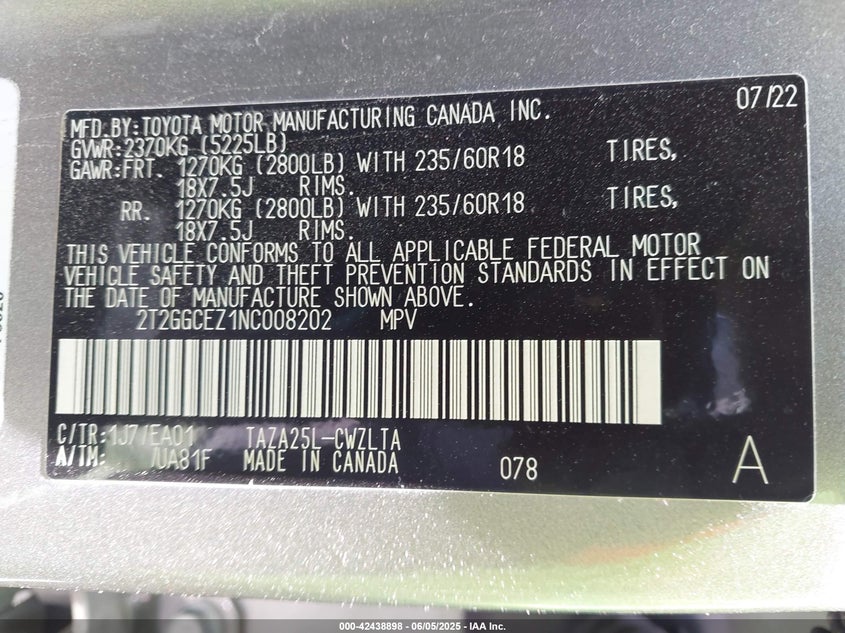 07/22
MFD.BY:TOYOTA MOTOR MANUFACTURING CANADA INC.
GVWR:2370KG (5225LB)
GAWR:FRT. 1270KG (2800LB) WITH 235/60R18 TIRES,
18X7.5J RIMS.
RR. 1270KG (2800LB) WITH 235/60R18 TIRES,
18X7.5J RIMS.
THIS VEHICLE CONFORMS TO ALL APPLICABLE FEDERAL MOTOR
VEHICLE SAFETY AND THEFT PREVENTION STANDARDS IN EFFECT ON
THE DATE OF MANUFACTURE SHOWN ABOVE.
2T2GGCEZ1NC008202 MPV
C/TR:1J7/EA01 TAZA25L-CWZLTA
A/TM: /UA81F MADE IN CANADA 078 A
000-42438898 - 06/05/2025 - IAA Inc.